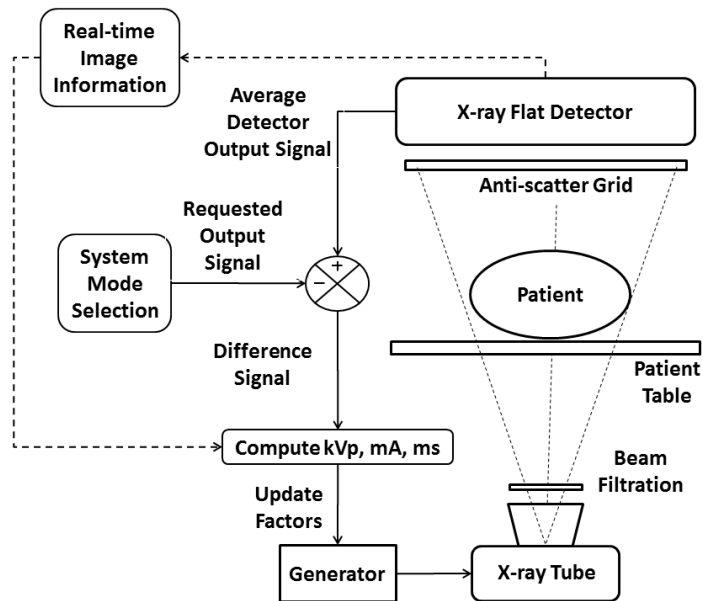 Real-time
Image
Information
X-ray Flat Detector
Average
Detector
Output Signal
Anti-scatter Grid
Requested
Output
Signal
System
Mode
Selection
+
−
Patient
Difference
Signal
Patient
Table
Compute kVp, mA, ms
Beam
Filtration
Update
Factors
Generator
X-ray Tube